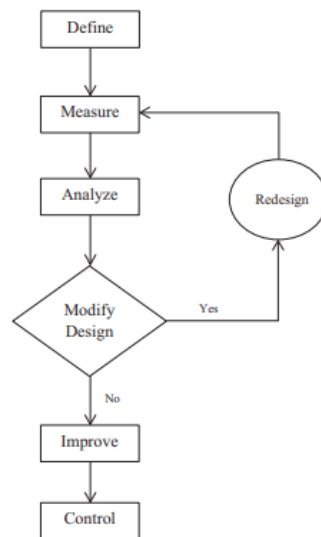 Define
Measure
Analyze
Redesign
Modify
Design
Yes
No
Improve
Control